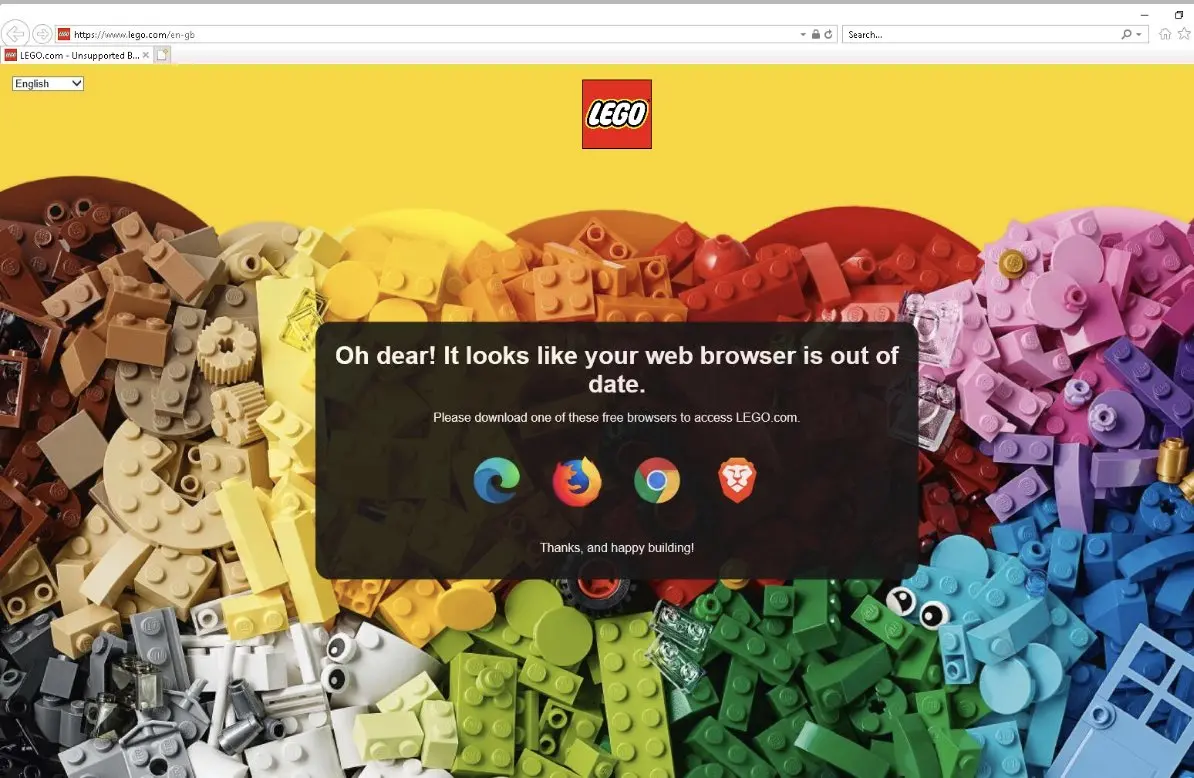 https://www.lego.com/en-gb
Search...
LEGO.com - Unsupported B...
English
LEGO
Oh dear! It looks like your web browser is out of
date.
Please download one of these free browsers to access LEGO.com.
Thanks, and happy building!